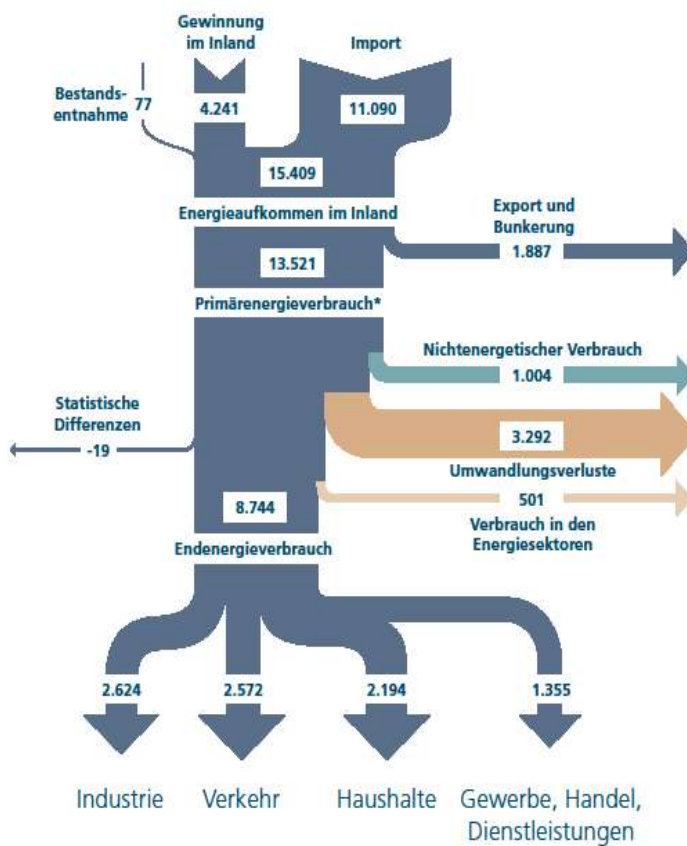 Gewinnung
im Inland
Import
Bestands-
entnahme
77
4.241
11.090
15.409
Energieaufkommen im Inland
Export und
Bunkerung
1.887
13.521
Primärenergieverbrauch*
Nichtenergetischer Verbrauch
1.004
Statistische
Differenzen
-19
3.292
Umwandlungsverluste
501
Verbrauch in den
Energiesektoren
8.744
Endenergieverbrauch
2.624
2.572
2.194
1.355
Industrie
Verkehr
Haushalte
Gewerbe, Handel,
Dienstleistungen